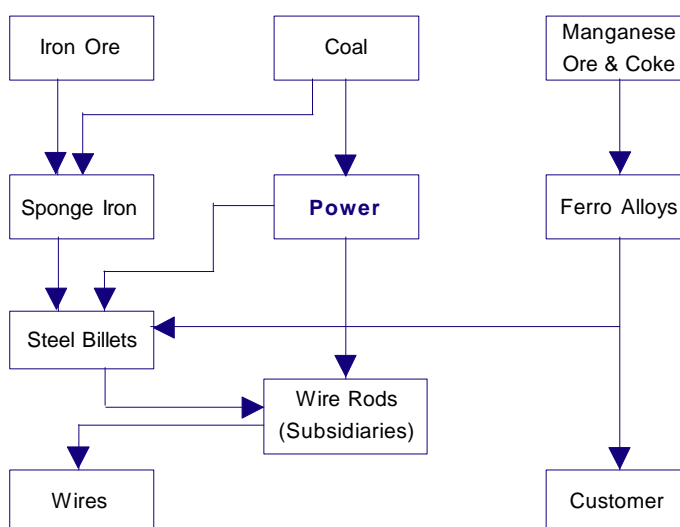 Iron Ore
Coal
Manganese
Ore & Coke
Sponge Iron
Power
Ferro Alloys
Steel Billets
Wire Rods
(Subsidiaries)
Wires
Customer